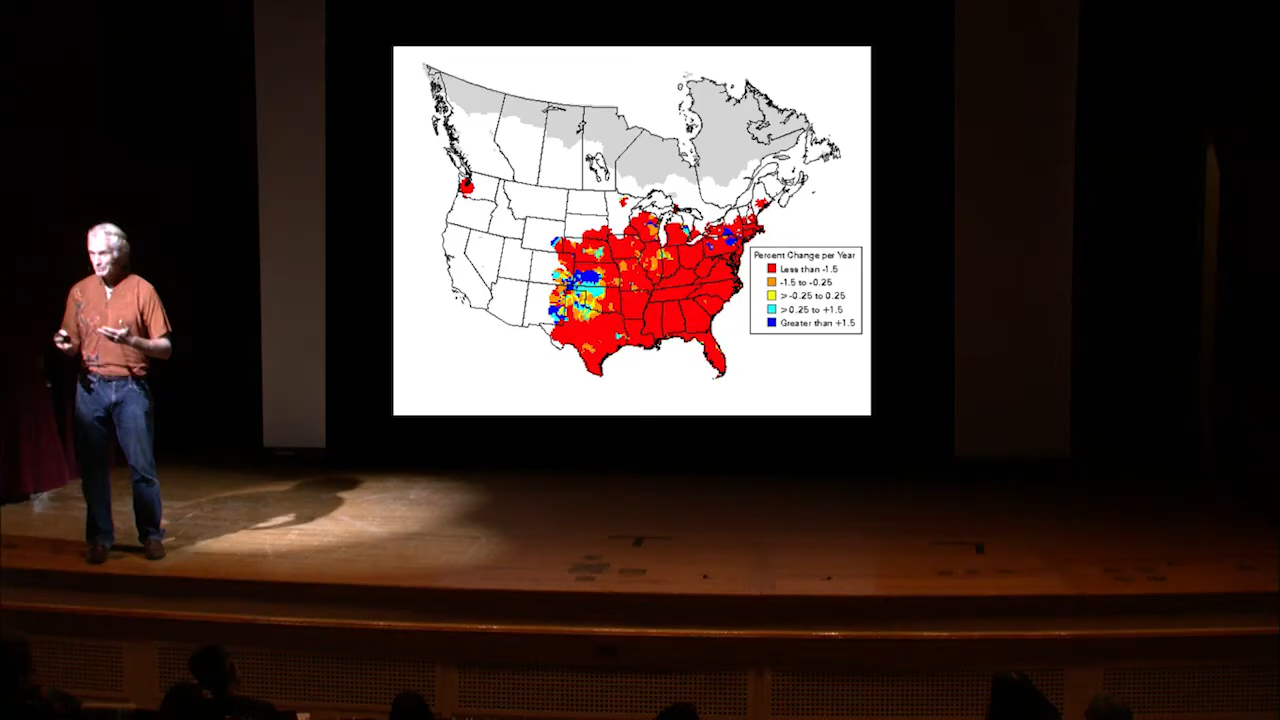 Percent Change per Year
Less than -1.5
-1.5 to -0.25
> -0.25 to 0.25
> 0.25 to +1.5
Greater than +1.5